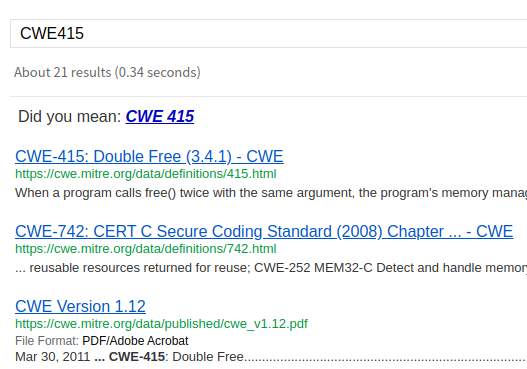 CWE415
About 21 results (0.34 seconds)
Did you mean: CWE 415
CWE-415: Double Free (3.4.1) - CWE
https://cwe.mitre.org/data/definitions/415.html
When a program calls free() twice with the same argument, the program's memory
CWE-742: CERT C Secure Coding Standard (2008) Chapter ... - CWE
https://cwe.mitre.org/data/definitions/742.html
... reusable resources returned for reuse; CWE-252 MEM32-C Detect and handle memory
CWE Version 1.12
https://cwe.mitre.org/data/published/cwe_v1.12.pdf
File Format: PDF/Adobe Acrobat
Mar 30, 2011 ... CWE-415: Double Free...............................................................................